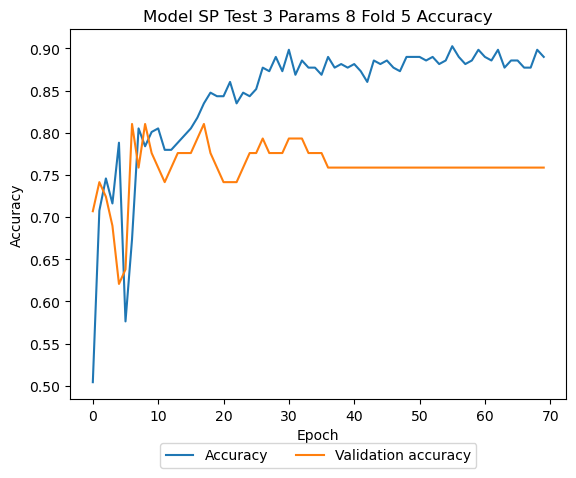 Model SP Test 3 Params 8 Fold 5 Accuracy
0.90
0.85
0.80
0.75
0.70
0.65
0.60
0.55
0.50
Accuracy
0 10 20 30 40 50 60 70
Epoch
Accuracy Validation accuracy